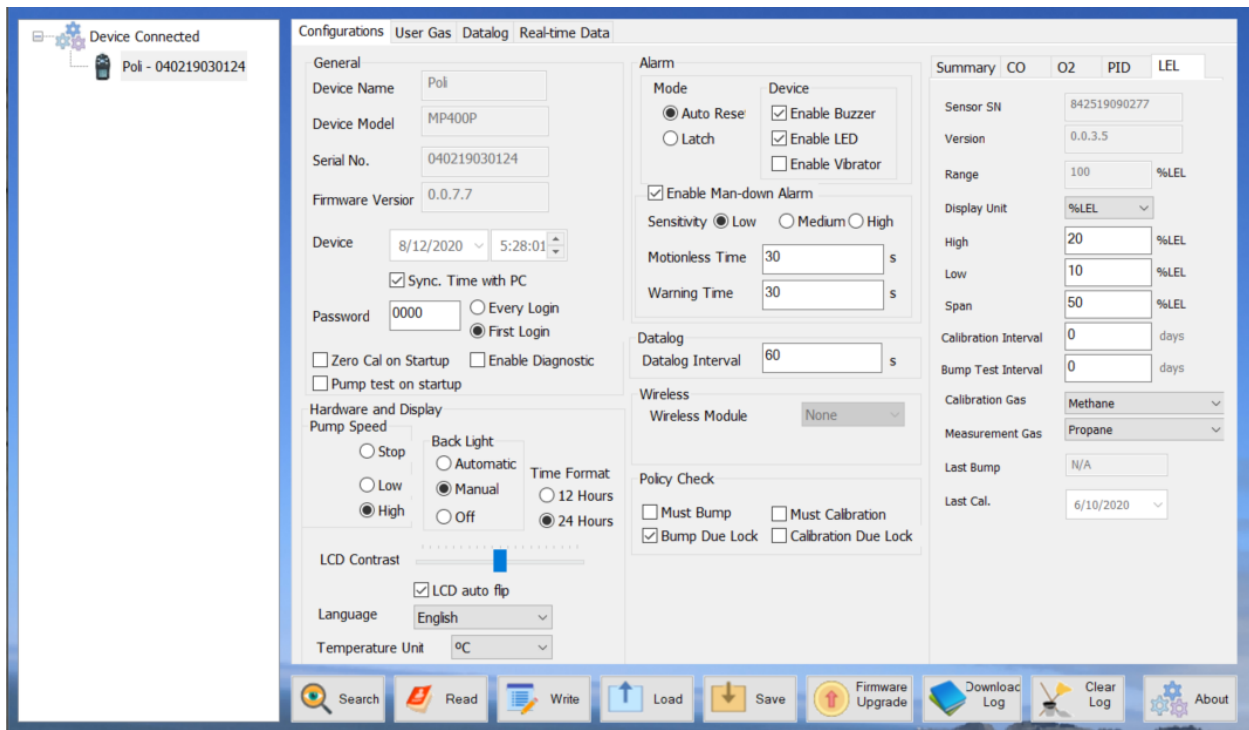 Device Connected
Poli - 040219030124
Configurations User Gas Datalog Real-time Data
General
Device Name Poli
Device Model MP400P
Serial No. 040219030124
Firmware Versior 0.0.7.7
Device 8/12/2020 5:28:01
Sync. Time with PC
Password 0000 Every Login
First Login
Zero Cal on Startup Enable Diagnostic
Pump test on startup
Hardware and Display
Pump Speed
Stop
Low
High
Back Light
Automatic
Manual
Off
Time Format
12 Hours
24 Hours
LCD Contrast
LCD auto flip
Language English
Temperature Unit ºC
Alarm
Mode
Auto Rese
Latch
Device
Enable Buzzer
Enable LED
Enable Vibrator
Enable Man-down Alarm
Sensitivity Low Medium High
Motionless Time 30 s
Warning Time 30 s
Datalog
Datalog Interval 60 s
Wireless
Wireless Module None
Policy Check
Must Bump Must Calibration
Bump Due Lock Calibration Due Lock
Summary CO O2 PID LEL
Sensor SN 842519090277
Version 0.0.3.5
Range 100 %LEL
Display Unit %LEL
High 20 %LEL
Low 10 %LEL
Span 50 %LEL
Calibration Interval 0 days
Bump Test Interval 0 days
Calibration Gas Methane
Measurement Gas Propane
Last Bump N/A
Last Cal. 6/10/2020
Search Read Write Load Save Firmware Upgrade Downloac Log Clear Log About